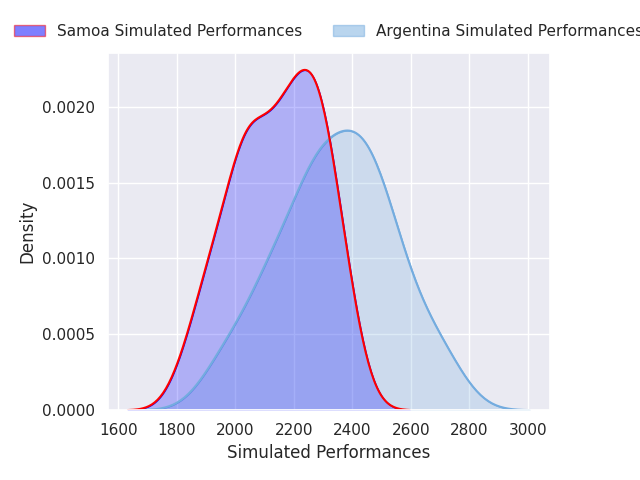 Samoa Simulated Performances
Argentina Simulated Performances
0.0020
0.0015
0.0010
0.0005
0.0000
Density
1600 1800 2000 2200 2400 2600 2800 3000
Simulated Performances